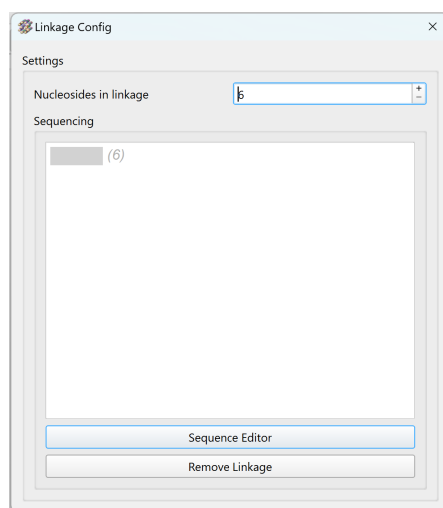 Linkage Config
Settings
Nucleosides in linkage 6
Sequencing
(6)
Sequence Editor
Remove Linkage